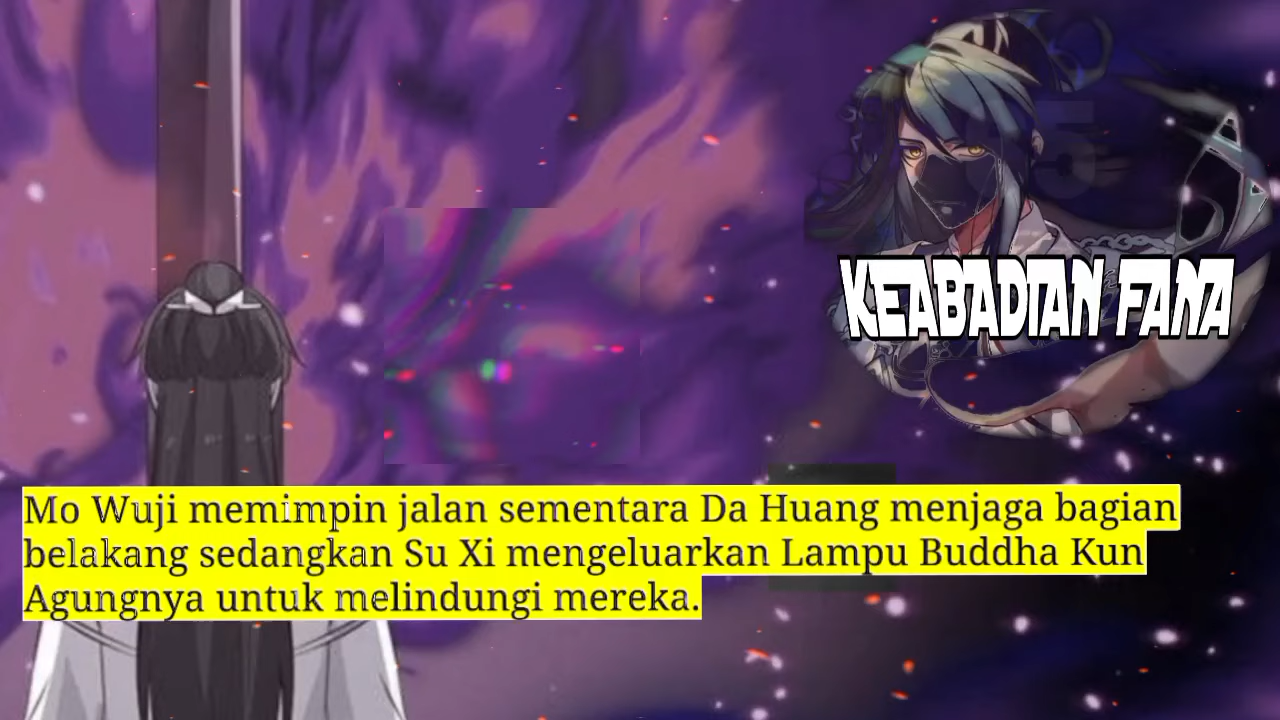 KEABADIAN FANA
Mo Wuji memimpin jalan sementara Da Huang menjaga bagian
belakang sedangkan Su Xi mengeluarkan Lampu Buddha Kun
Agungnya untuk melindungi mereka.